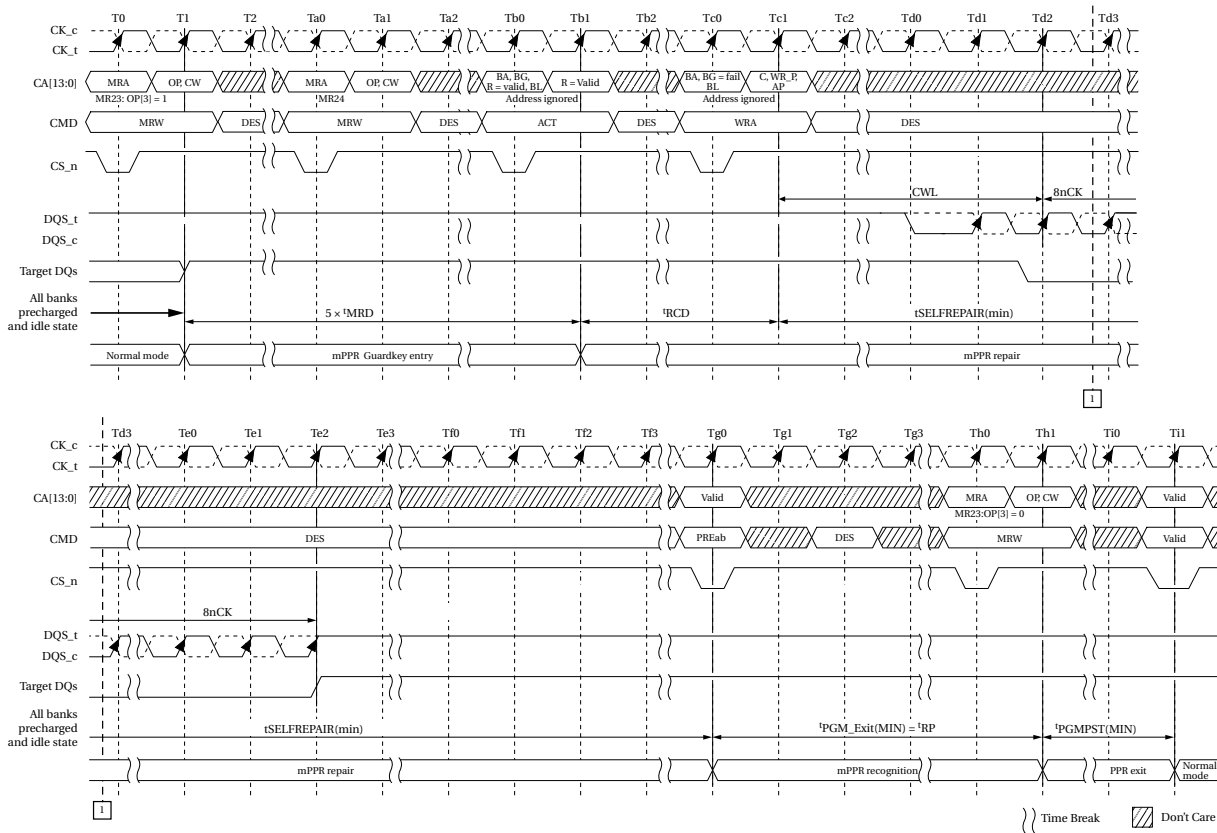 T0 T1 T2 Ta0 Ta1 Ta2 Tb0 Tb1 Tb2 Tc0 Tc1 Tc2 Td0 Td1 Td2 Td3
CK_c
CK_t
CA[13:0] MRA OP, CW MRA OP, CW BA, BG, R = valid, BL R = Valid BA, BG = fail BL C, WR_P, AP
MR23: OP[3] = 1 MR24 Address ignored Address ignored
CMD MRW DES MRW DES ACT DES WRA DES
CS_n
CWL 8nCK
DQS_t
DQS_c
Target DQs
All banks
precharged
and idle state
5 × tMRD tRCD tSELFREPAIR(min)
Normal mode mPPR Guardkey entry mPPR repair
1
Td3 Te0 Te1 Te2 Te3 Tf0 Tf1 Tf2 Tf3 Tg0 Tg1 Tg2 Tg3 Th0 Th1 Ti0 Ti1
CK_c
CK_t
CA[13:0] Valid MRA OP, CW Valid
MR23:OP[3] = 0
CMD DES PREab DES MRW Valid
CS_n
8nCK
DQS_t
DQS_c
Target DQs
All banks
precharged
and idle state
tSELFREPAIR(min) tPGM_Exit(MIN) = tRP tPGMPST(MIN)
mPPR repair mPPR recognition PPR exit Normal mode
1
Time Break Don't Care